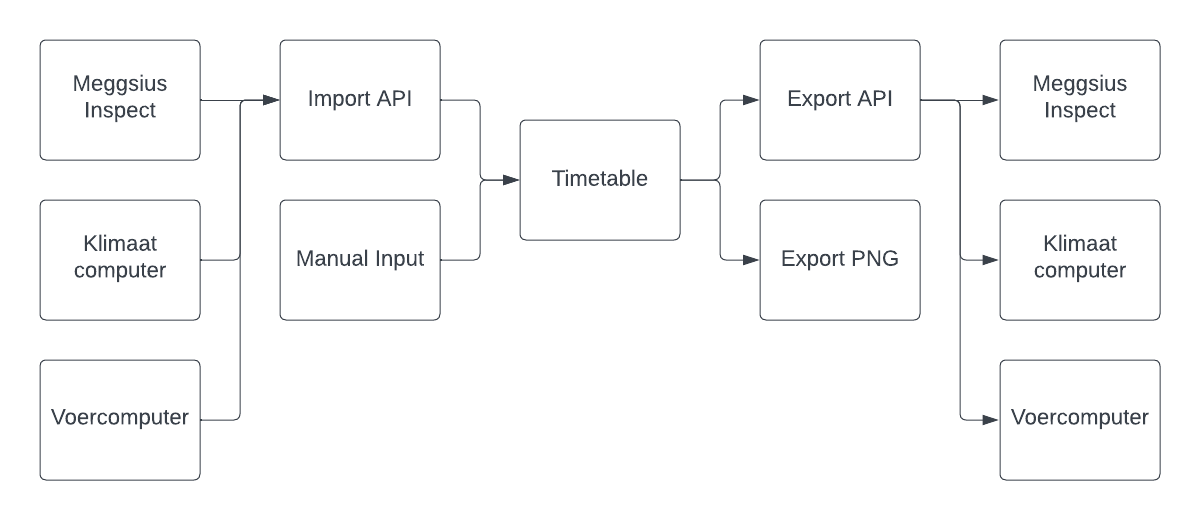 Meggsius
Inspect
Import API
Export API
Meggsius
Inspect
Timetable
Klimaat
computer
Manual Input
Export PNG
Klimaat
computer
Voercomputer
Voercomputer